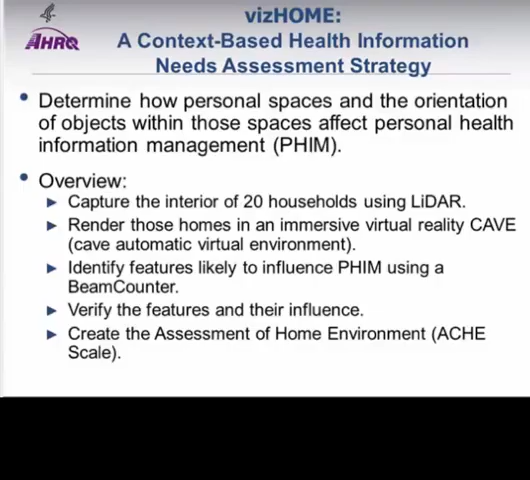 AHRQ
vizHOME:
A Context-Based Health Information
Needs Assessment Strategy
• Determine how personal spaces and the orientation
of objects within those spaces affect personal health
information management (PHIM).
• Overview:
► Capture the interior of 20 households using LiDAR.
► Render those homes in an immersive virtual reality CAVE
(cave automatic virtual environment).
► Identify features likely to influence PHIM using a
BeamCounter.
► Verify the features and their influence.
► Create the Assessment of Home Environment (ACHE
Scale).